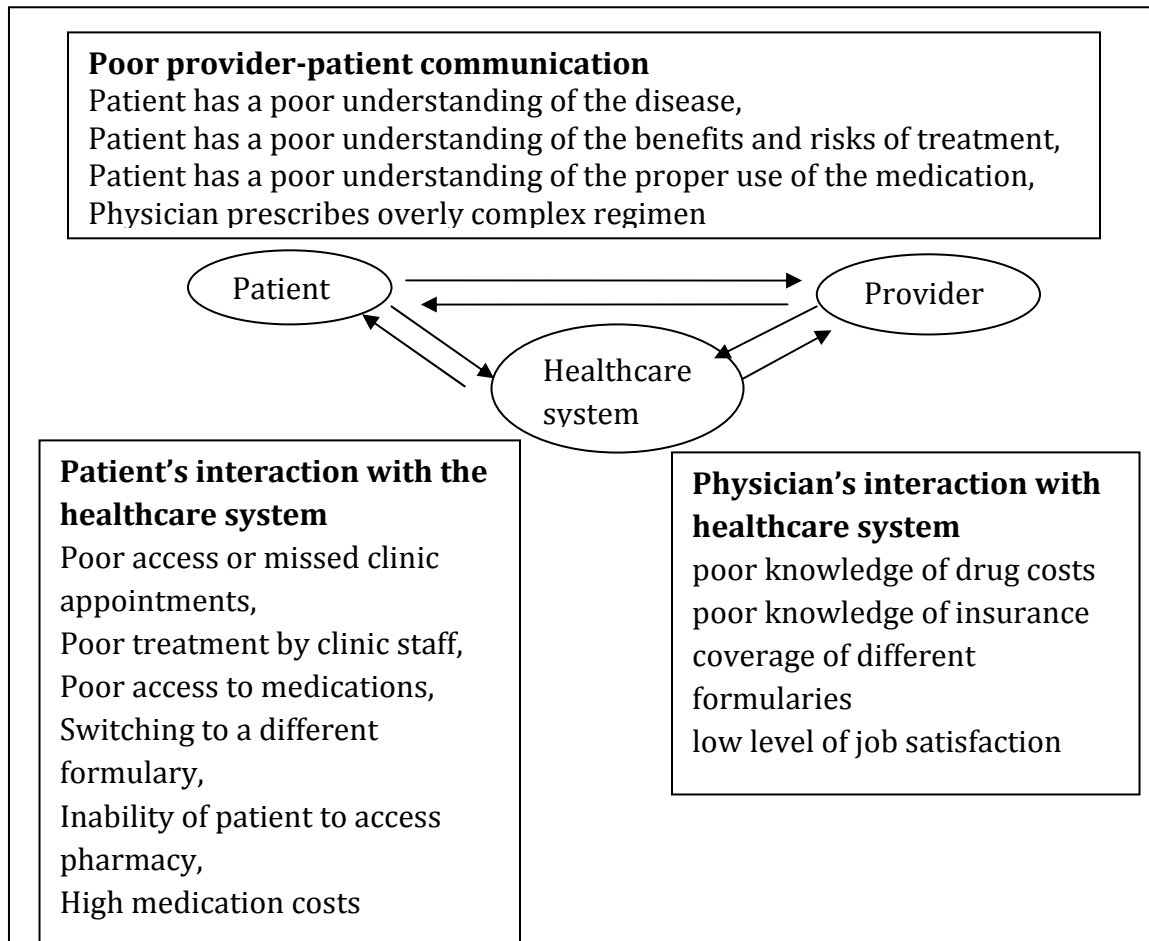 Poor provider-patient communication
Patient has a poor understanding of the disease,
Patient has a poor understanding of the benefits and risks of treatment,
Patient has a poor understanding of the proper use of the medication,
Physician prescribes overly complex regimen
Patient
Provider
Healthcare
system
Patient’s interaction with the
healthcare system
Poor access or missed clinic
appointments,
Poor treatment by clinic staff,
Poor access to medications,
Switching to a different
formulary,
Inability of patient to access
pharmacy,
High medication costs
Physician’s interaction with
healthcare system
poor knowledge of drug costs
poor knowledge of insurance
coverage of different
formularies
low level of job satisfaction